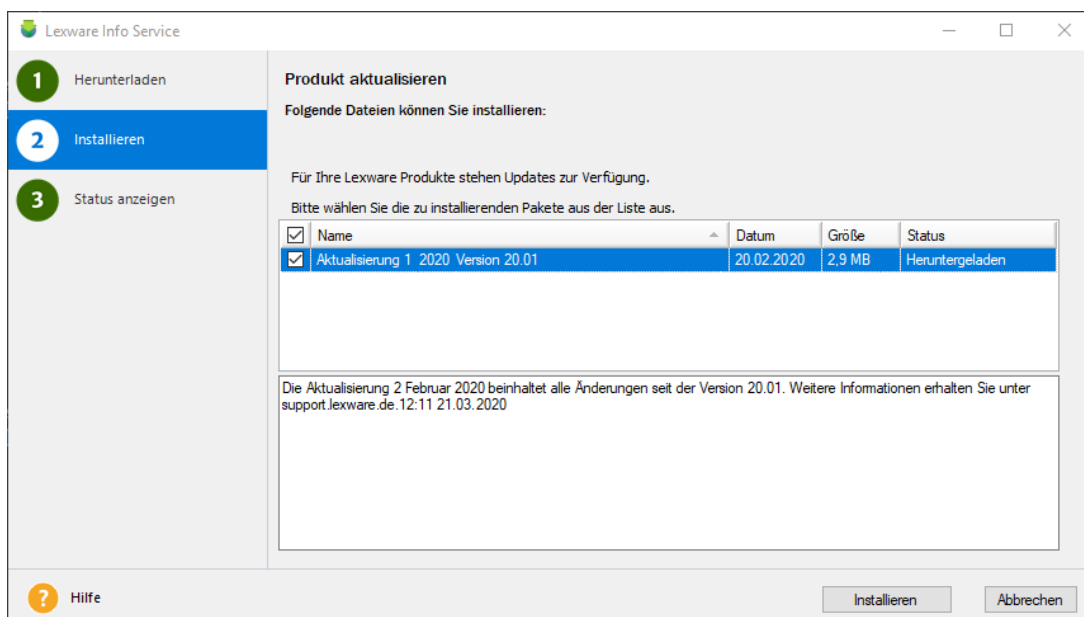 Lexware Info Service
1 Herunterladen
2 Installieren
3 Status anzeigen
Produkt aktualisieren
Folgende Dateien können Sie installieren:
Für Ihre Lexware Produkte stehen Updates zur Verfügung.
Bitte wählen Sie die zu installierenden Pakete aus der Liste aus.
Name Datum Größe Status
Aktualisierung 1 2020 Version 20.01 20.02.2020 2,9 MB Heruntergeladen
Die Aktualisierung 2 Februar 2020 beinhaltet alle Änderungen seit der Version 20.01. Weitere Informationen erhalten Sie unter
support.lexware.de.12:11 21.03.2020
? Hilfe
Installieren Abbrechen